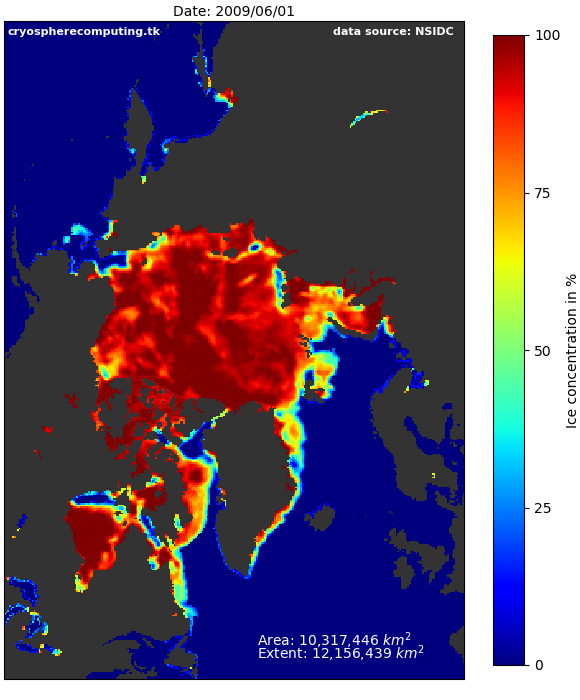 Date: 2009/06/01
cryospherecomputing.tk data source: NSIDC
100
75
50
25
0
Ice concentration in %
Area: 10,317,446 km²
Extent: 12,156,439 km²